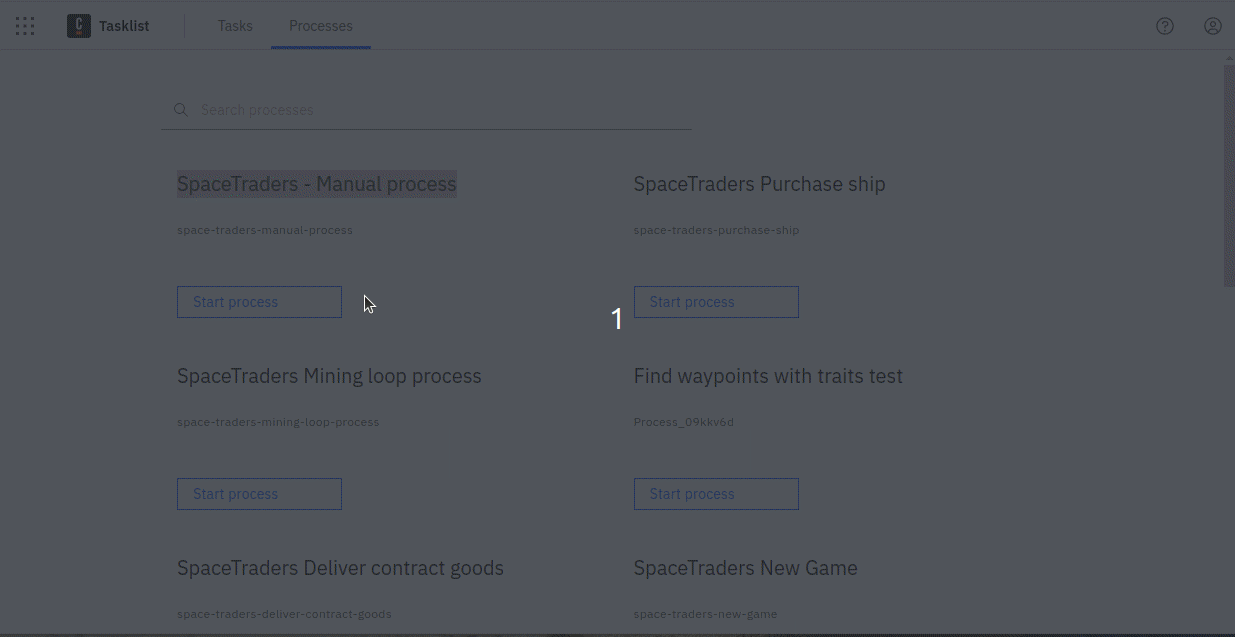 Tasklist
Tasks
Processes
Search processes
SpaceTraders - Manual process
space-traders-manual-process
Start process
SpaceTraders Purchase ship
space-traders-purchase-ship
Start process
1
SpaceTraders Mining loop process
space-traders-mining-loop-process
Start process
Find waypoints with traits test
Process_09kkv6d
Start process
SpaceTraders Deliver contract goods
space-traders-deliver-contract-goods
SpaceTraders New Game
space-traders-new-game